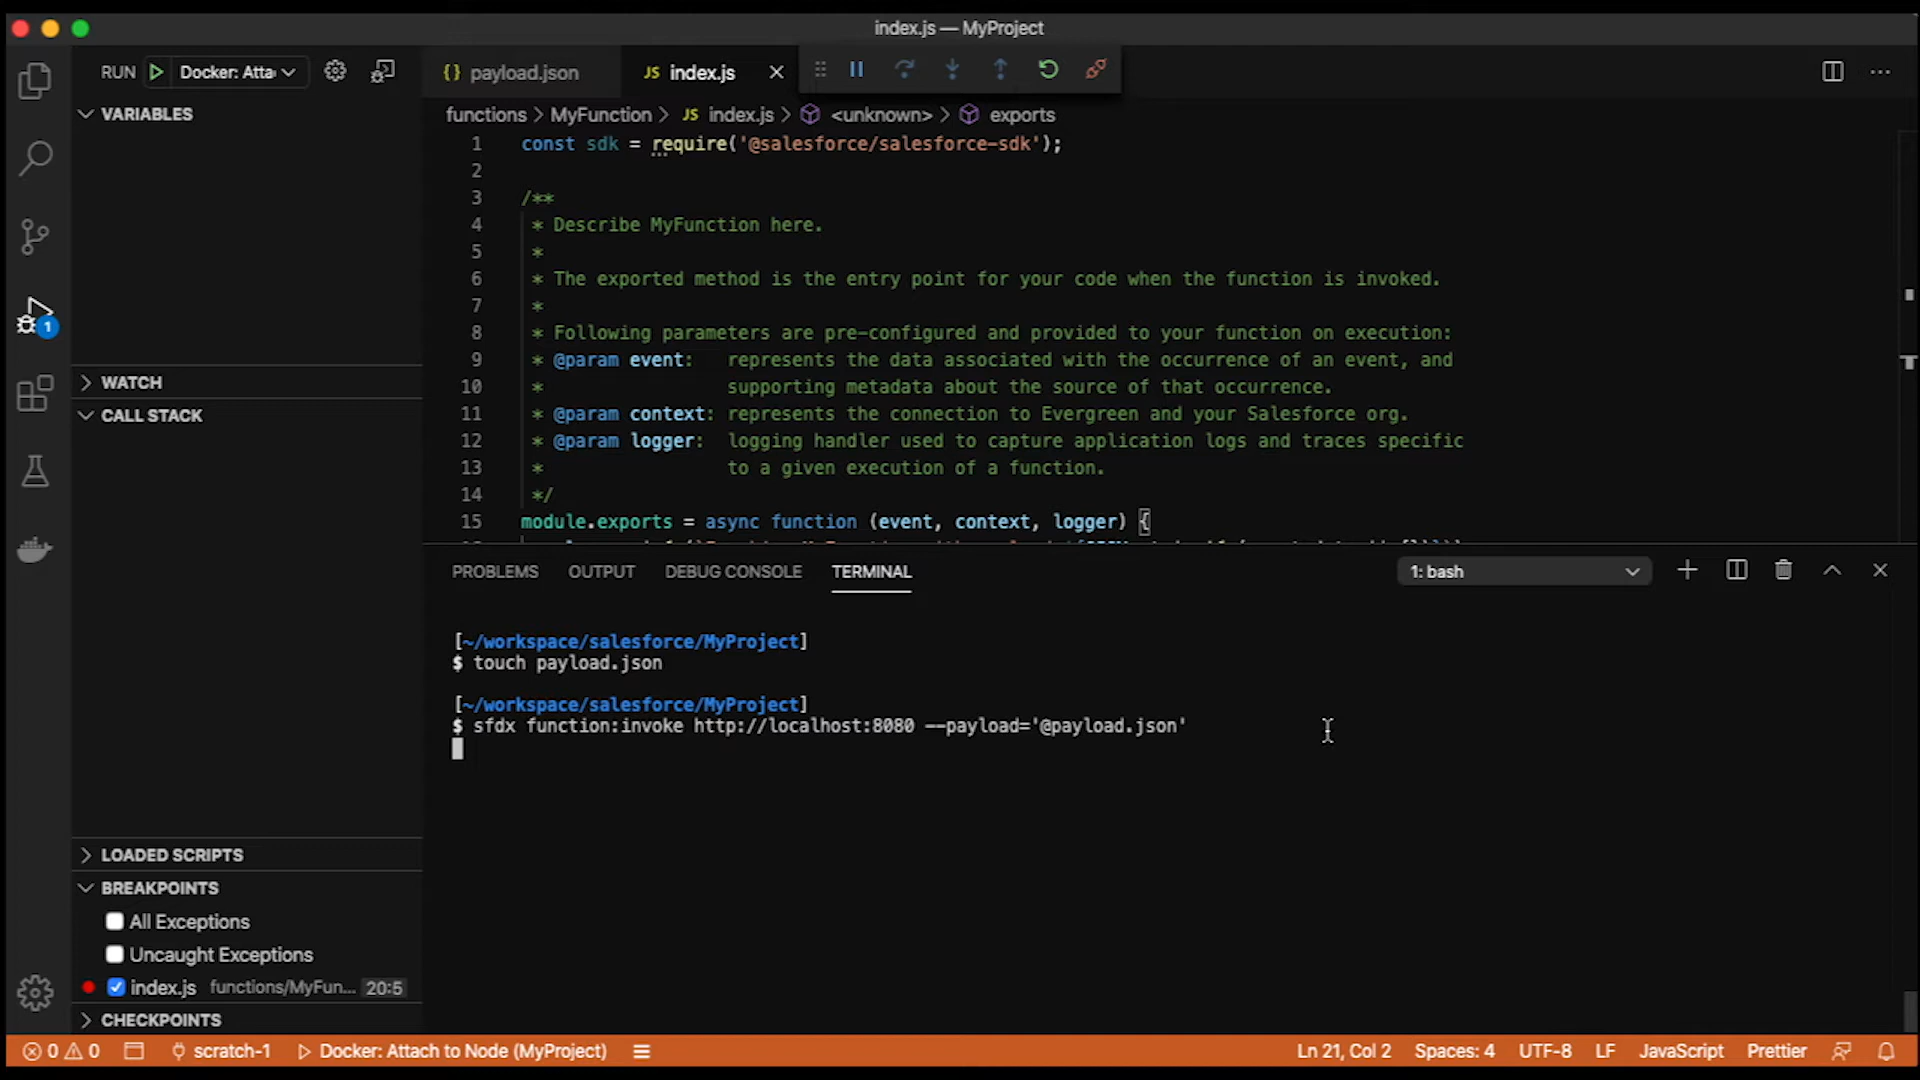 index.js — MyProject
RUN Docker: Atta
VARIABLES
WATCH
CALL STACK
LOADED SCRIPTS
BREAKPOINTS
All Exceptions
Uncaught Exceptions
index.js functions/MyFun... 20:5
CHECKPOINTS
{} payload.json JS index.js
functions > MyFunction > JS index.js > <unknown> > exports
1 const sdk = require('@salesforce/salesforce-sdk');
2
3 /**
4 * Describe MyFunction here.
5 *
6 * The exported method is the entry point for your code when the function is invoked.
7 *
8 * Following parameters are pre-configured and provided to your function on execution:
9 * @param event: represents the data associated with the occurrence of an event, and
10 * supporting metadata about the source of that occurrence.
11 * @param context: represents the connection to Evergreen and your Salesforce org.
12 * @param logger: logging handler used to capture application logs and traces specific
13 * to a given execution of a function.
14 */
15 module.exports = async function (event, context, logger) {
PROBLEMS OUTPUT DEBUG CONSOLE TERMINAL 1: bash
[~/workspace/salesforce/MyProject]
$ touch payload.json
[~/workspace/salesforce/MyProject]
$ sfdx function:invoke http://localhost:8080 --payload='@payload.json'
1
0 0 scratch-1 Docker: Attach to Node (MyProject) Ln 21, Col 2 Spaces: 4 UTF-8 LF JavaScript Prettier